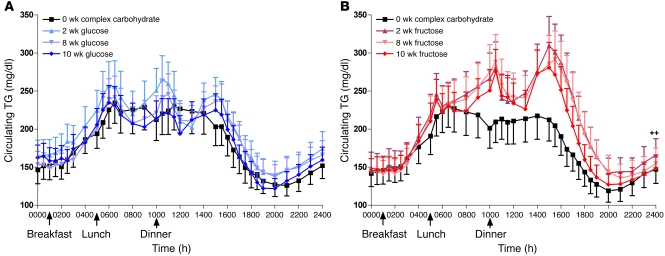 A
Circulating TG (mg/dl)
350
300
250
200
150
100
0 wk complex carbohydrate
2 wk glucose
8 wk glucose
10 wk glucose
0000 0200 0400 0600 0800 1000 1200 1400 1600 1800 2000 2200 2400
Breakfast Lunch Dinner
Time (h)
B
Circulating TG (mg/dl)
350
300
250
200
150
100
0 wk complex carbohydrate
2 wk fructose
8 wk fructose
10 wk fructose
++
0000 0200 0400 0600 0800 1000 1200 1400 1600 1800 2000 2200 2400
Breakfast Lunch Dinner
Time (h)